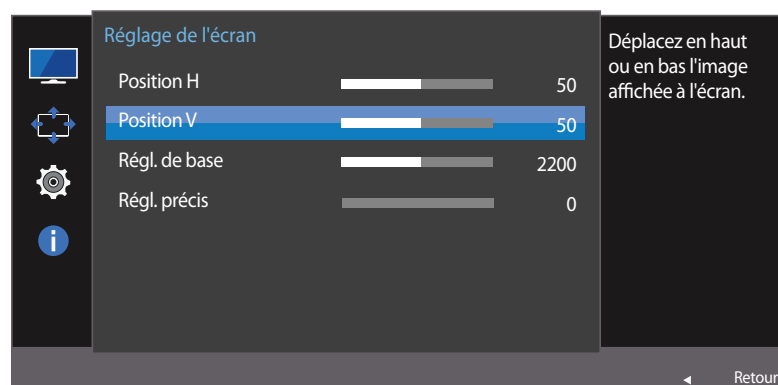 Réglage de l'écran
Position H 50
Position V 50
Régl. de base 2200
Régl. précis 0
Déplacez en haut
ou en bas l'image
affichée à l'écran.
Retour